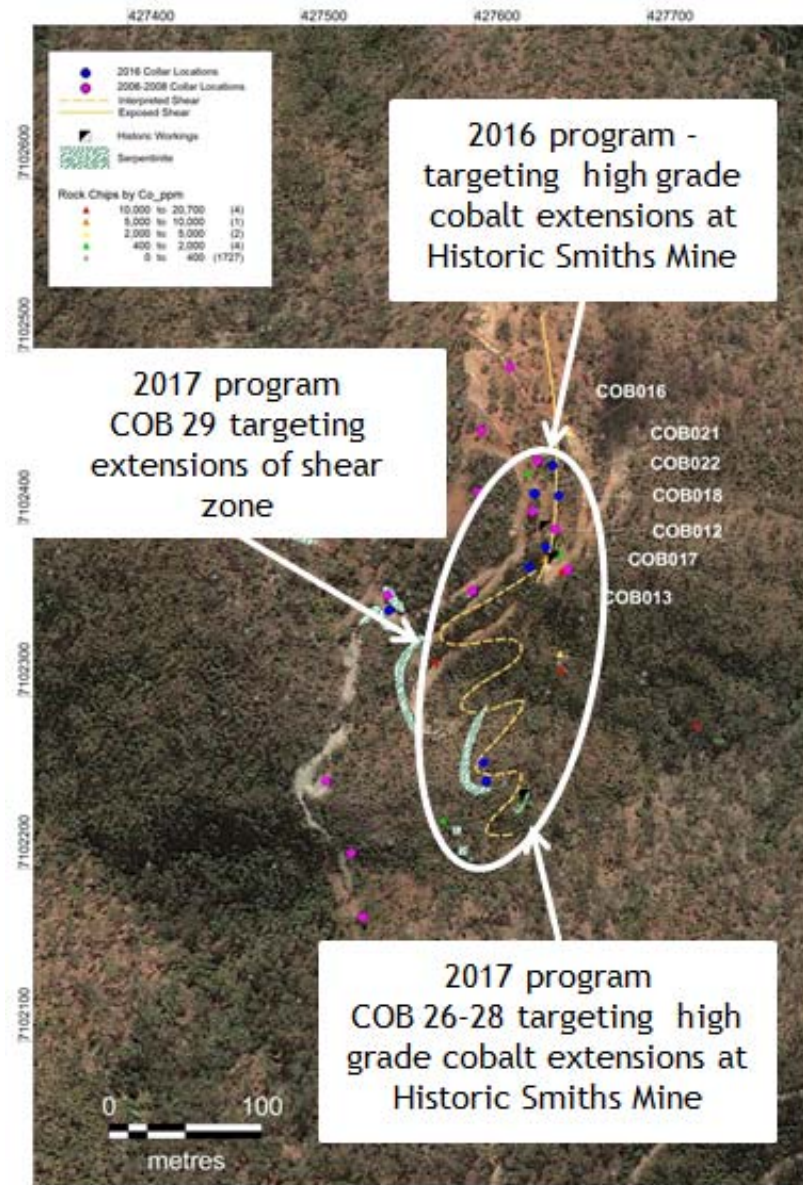 427400
427500
427600
427700
7102600
7102500
7102400
7102300
7102200
7102100
2016 Collar Locations
2006-2008 Collar Locations
Interpreted Shear
Exposed Shear
Historic Workings
Serpentinite
Rock Chips by Co_ppm
10,000 to 20,700 (4)
5,000 to 10,000 (1)
2,000 to 5,000 (2)
400 to 2,000 (4)
0 to 400 (1727)
2016 program -
targeting high grade
cobalt extensions at
Historic Smiths Mine
2017 program
COB 29 targeting
extensions of shear
zone
COB016
COB021
COB022
COB018
COB012
COB017
COB013
2017 program
COB 26-28 targeting high
grade cobalt extensions at
Historic Smiths Mine
0 100
metres